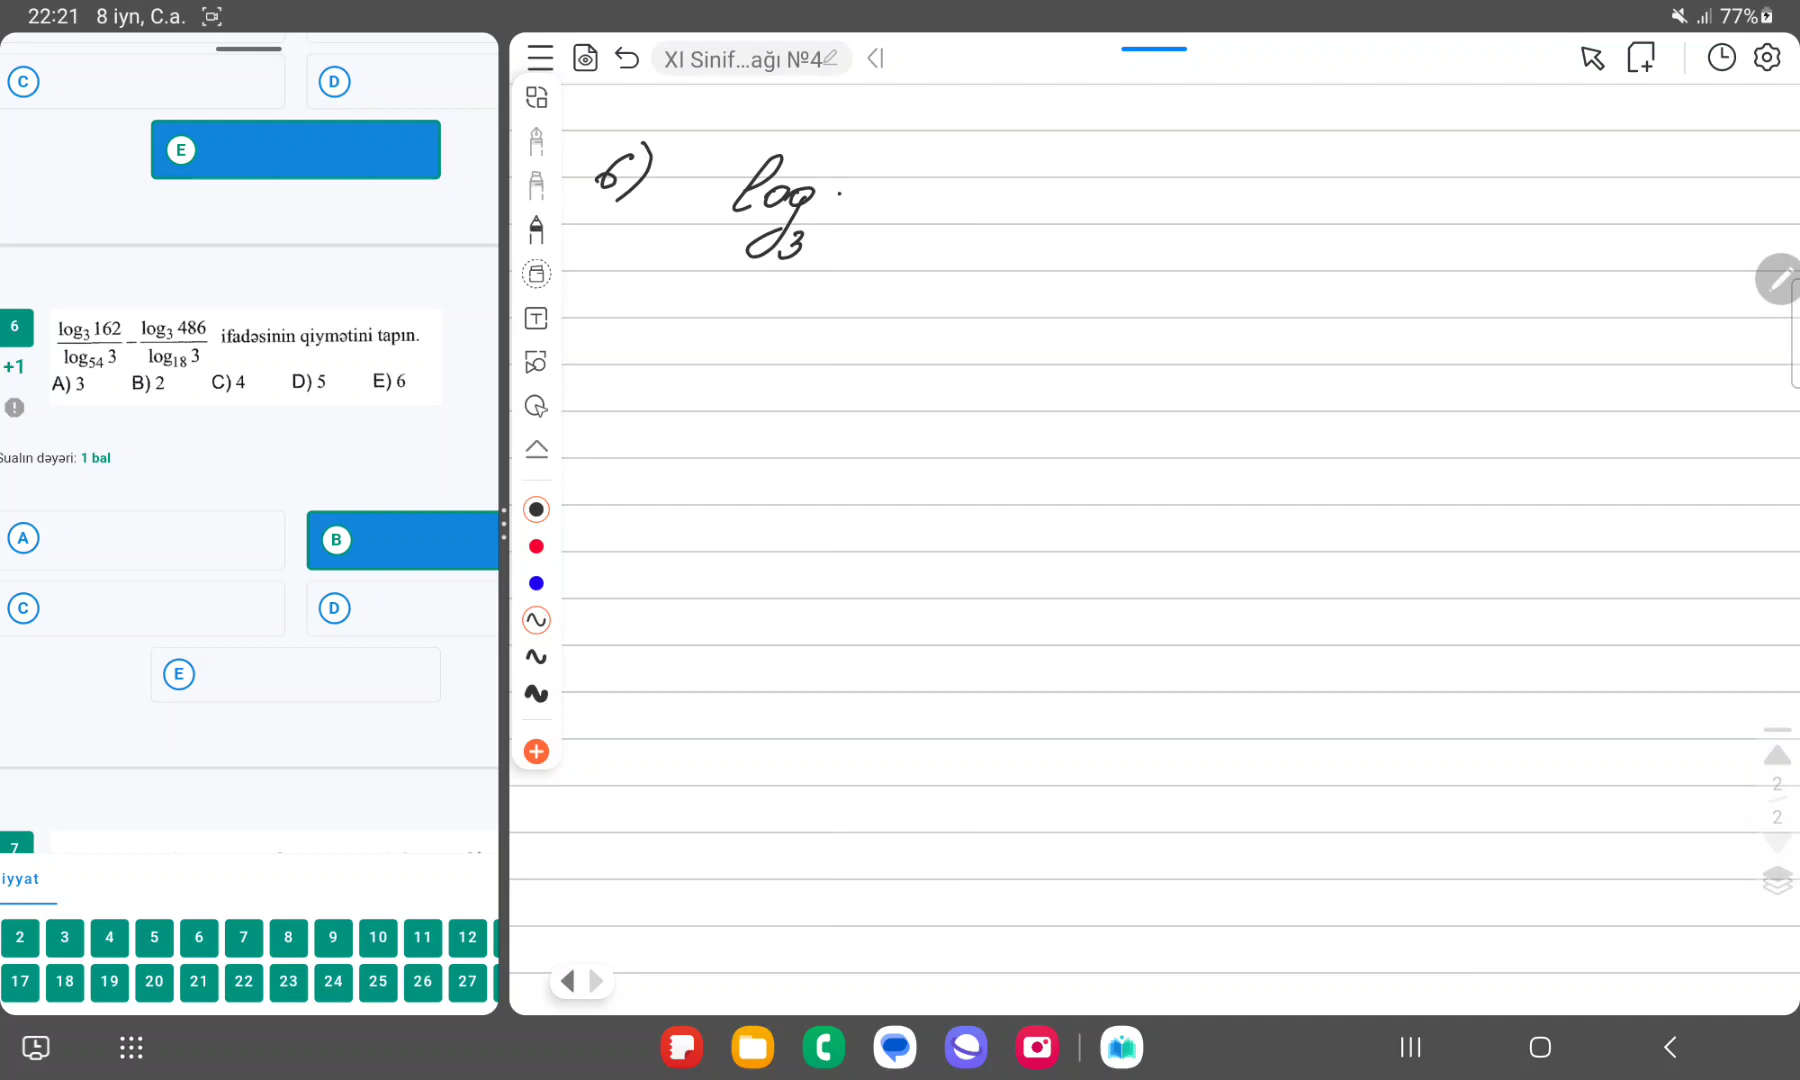 22:21 8 iyn, C.a. 77%
C D
E
XI Sinif...ağı №4
6) log₃
6
+1
log₃ 162 / log₅₄ 3 − log₃ 486 / log₁₈ 3 ifadəsinin qiymətini tapın.
A) 3 B) 2 C) 4 D) 5 E) 6
Sualın dəyəri: 1 bal
A B
C D
E
7
iyyat
2 3 4 5 6 7 8 9 10 11 12
17 18 19 20 21 22 23 24 25 26 27
T
2
2